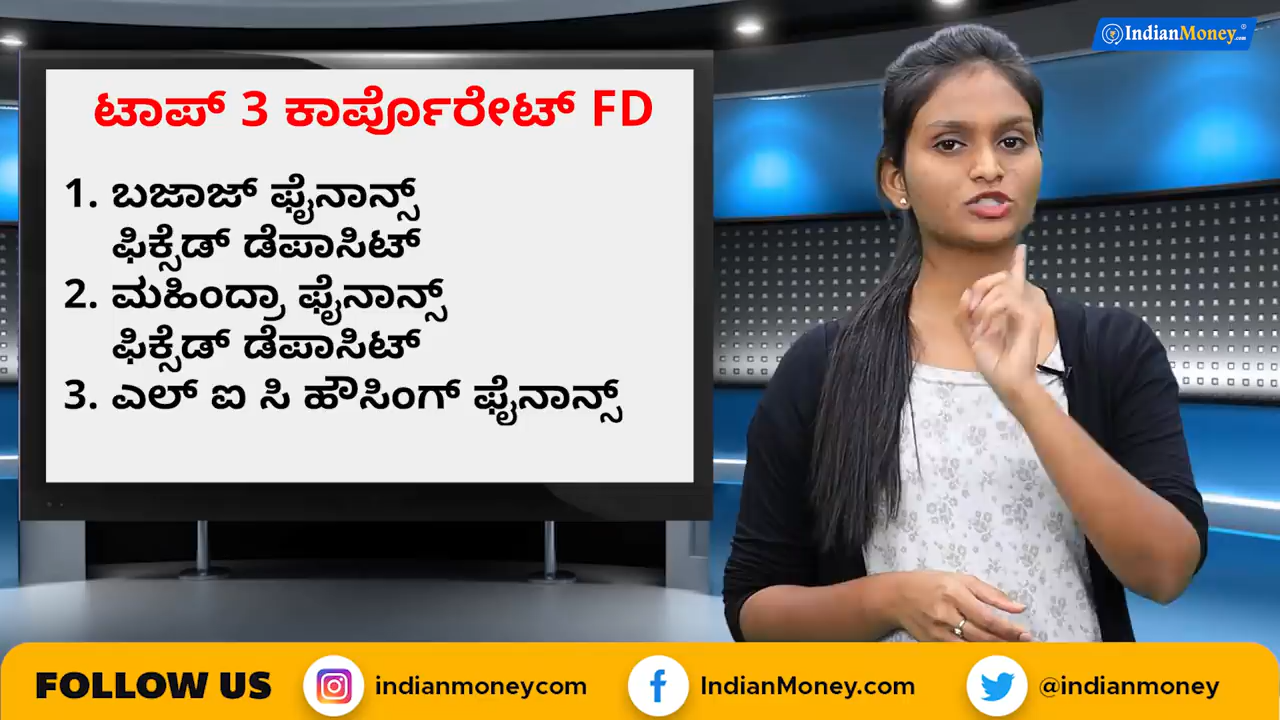 IndianMoney.com
ಟಾಪ್ 3 ಕಾರ್ಪೊರೇಟ್ FD
1. ಬಜಾಜ್ ಫೈನಾನ್ಸ್
ಫಿಕ್ಸೆಡ್ ಡೆಪಾಸಿಟ್
2. ಮಹಿಂದ್ರಾ ಫೈನಾನ್ಸ್
ಫಿಕ್ಸೆಡ್ ಡೆಪಾಸಿಟ್
3. ಎಲ್ ಐ ಸಿ ಹೌಸಿಂಗ್ ಫೈನಾನ್ಸ್
FOLLOW US indianmoneycom IndianMoney.com @indianmoney